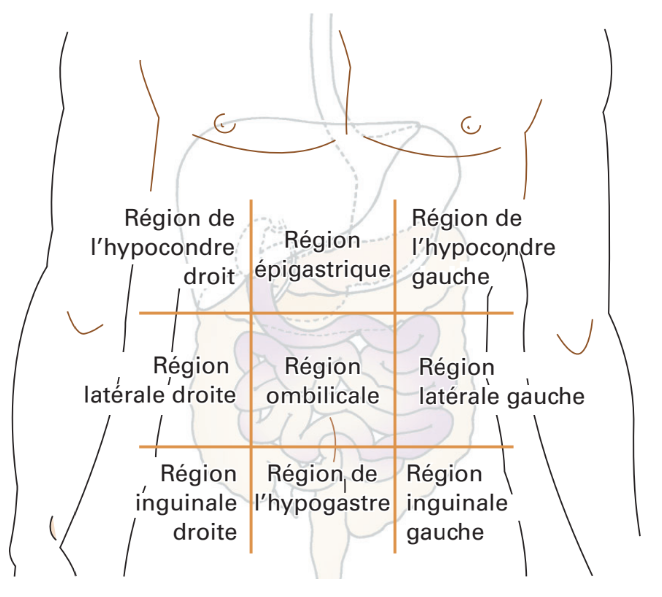 Région de
l'hypocondre
droit
Région
épigastrique
Région de
l'hypocondre
gauche
Région
latérale droite
Région
ombilicale
Région
latérale gauche
Région
inguinale
droite
Région de
l'hypogastre
Région
inguinale
gauche